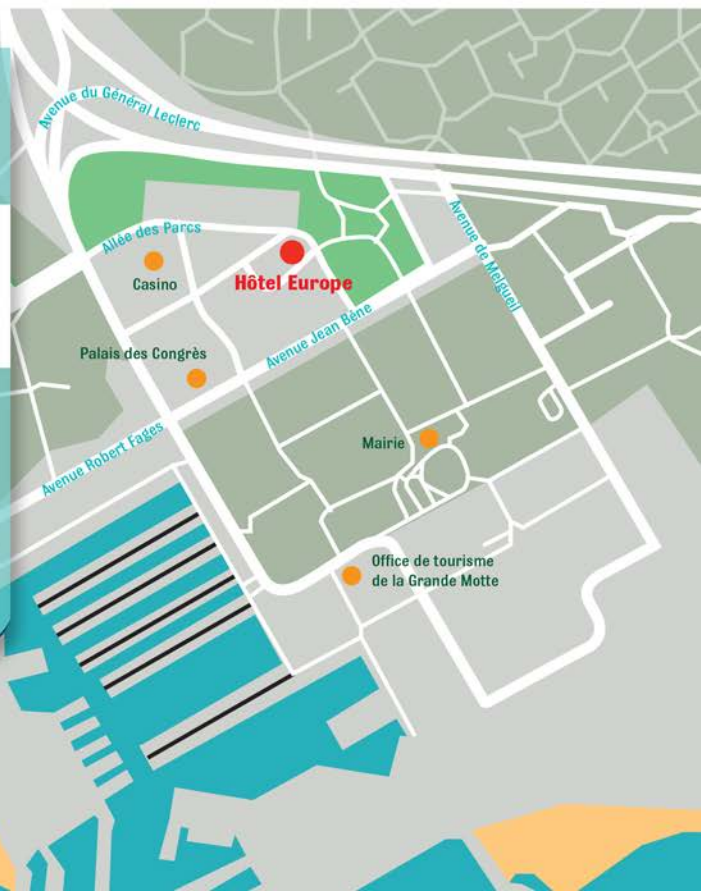 Avenue du Général Leclerc
Allée des Parcs
Avenue de Melgueil
Casino
Hôtel Europe
Avenue Jean Bène
Palais des Congrès
Mairie
Avenue Robert Fages
Office de tourisme
de la Grande Motte